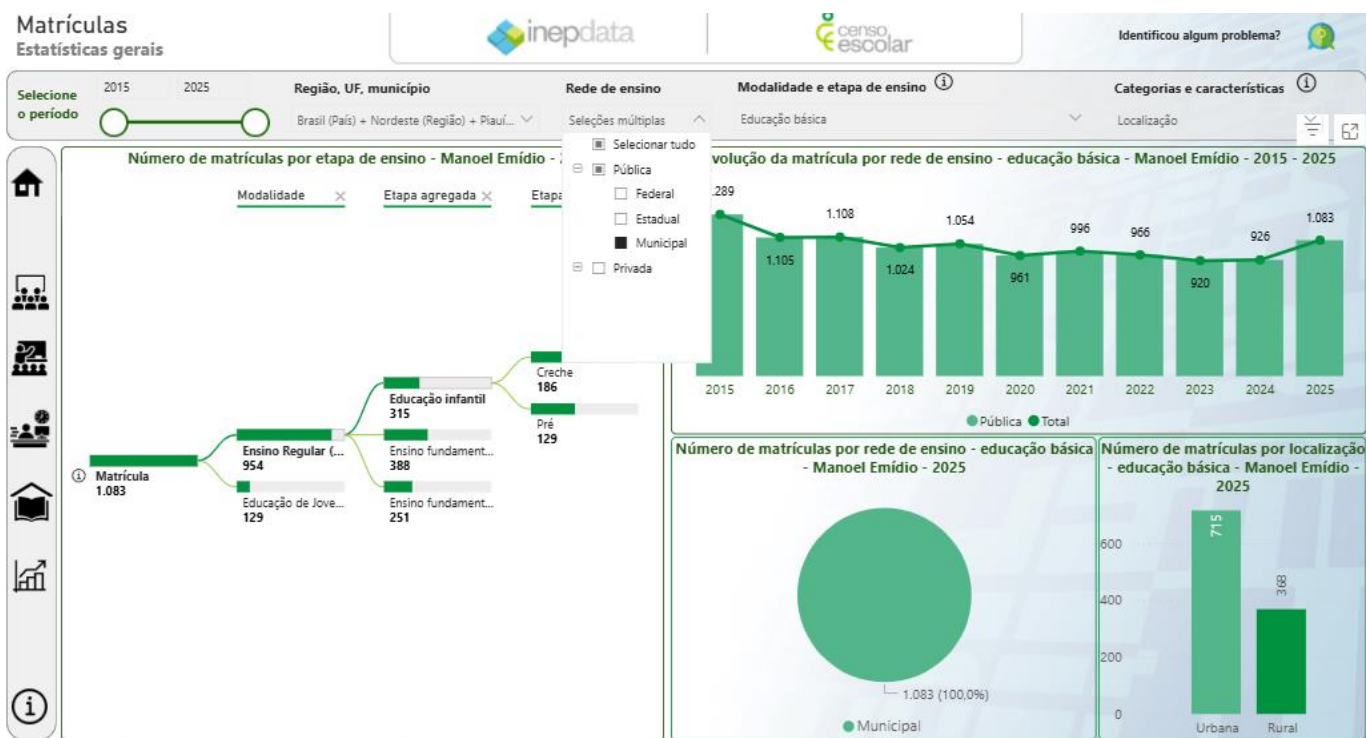 Matrículas
Estatísticas gerais
inepdata
censo
escolar
Identificou algum problema?
Selecione
o período
2015
2025
Região, UF, município
Brasil (País) + Nordeste (Região) + Piauí...
Rede de ensino
Seleções múltiplas
Modalidade e etapa de ensino
Educação básica
Categorias e características
Localização
Selecionar tudo
Pública
Federal
Estadual
Municipal
Privada
Número de matrículas por etapa de ensino - Manoel Emídio -
Modalidade
Etapa agregada
Etapa
Matrícula
1.083
Ensino Regular (...
954
Educação de Jove...
129
Educação infantil
315
Ensino fundament...
388
Ensino fundament...
251
Creche
186
Pré
129
volução da matrícula por rede de ensino - educação básica - Manoel Emídio - 2015 - 2025
.289
1.105
1.108
1.024
1.054
961
996
966
920
926
1.083
2015 2016 2017 2018 2019 2020 2021 2022 2023 2024 2025
Pública Total
Número de matrículas por rede de ensino - educação básica
- Manoel Emídio - 2025
1.083 (100,0%)
Municipal
Número de matrículas por localização
- educação básica - Manoel Emídio -
2025
600
400
200
0
715
368
Urbana Rural